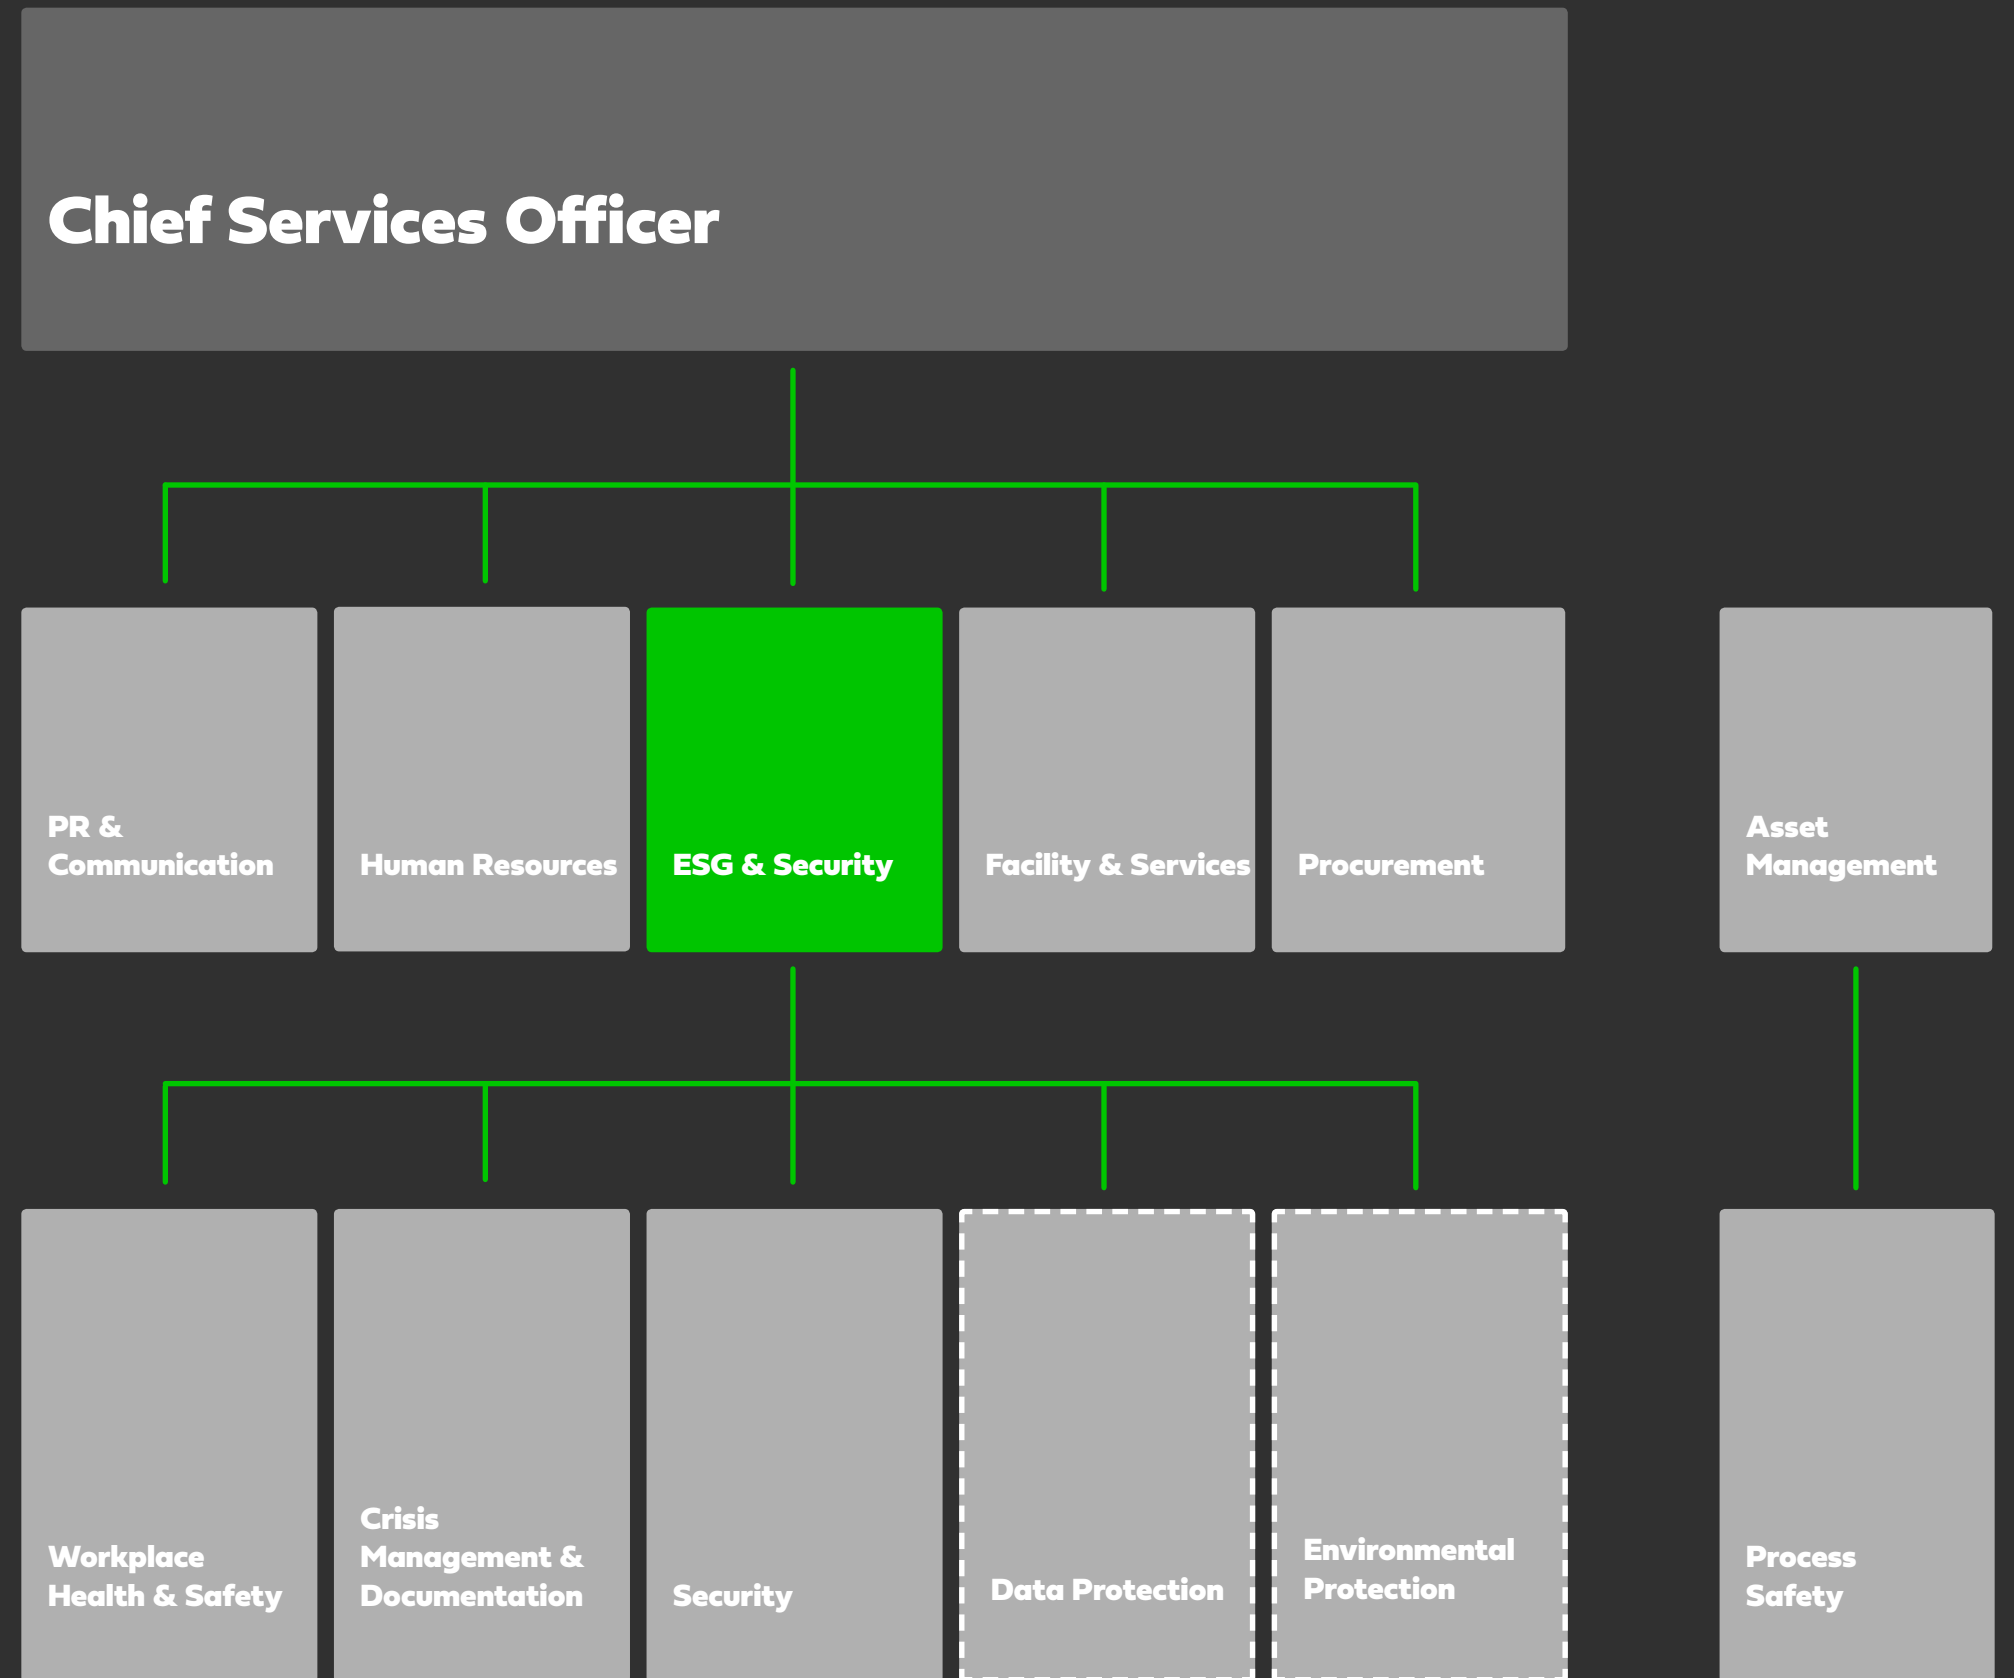 Chief Services Officer
PR &
Communication
Human Resources
ESG & Security
Facility & Services
Procurement
Asset
Management
Workplace
Health & Safety
Crisis
Management &
Documentation
Security
Data Protection
Environmental
Protection
Process
Safety